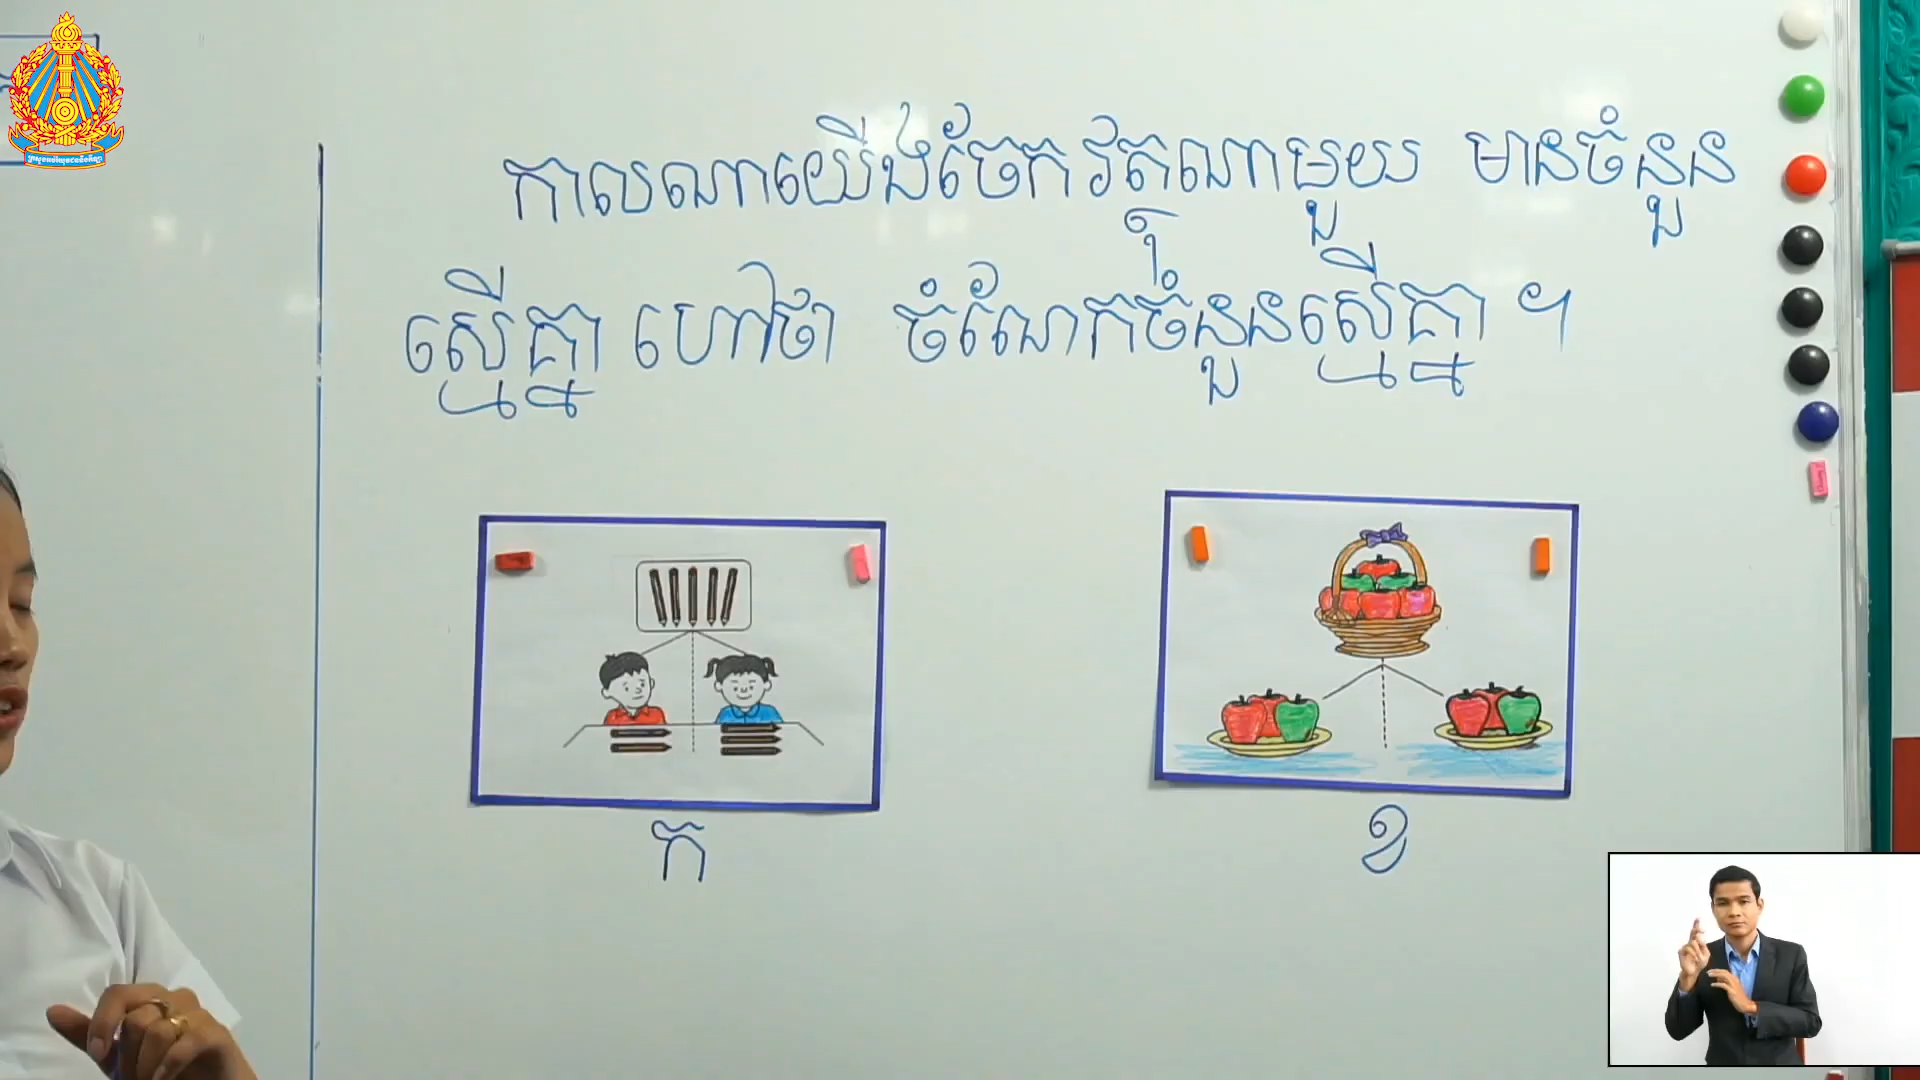 កាលណាយើងចែកវត្ថុណាមួយ មានចំនួន
ស្មើគ្នា ហៅថា ចំណែកចំនួនស្មើគ្នា ។
ក
ខ